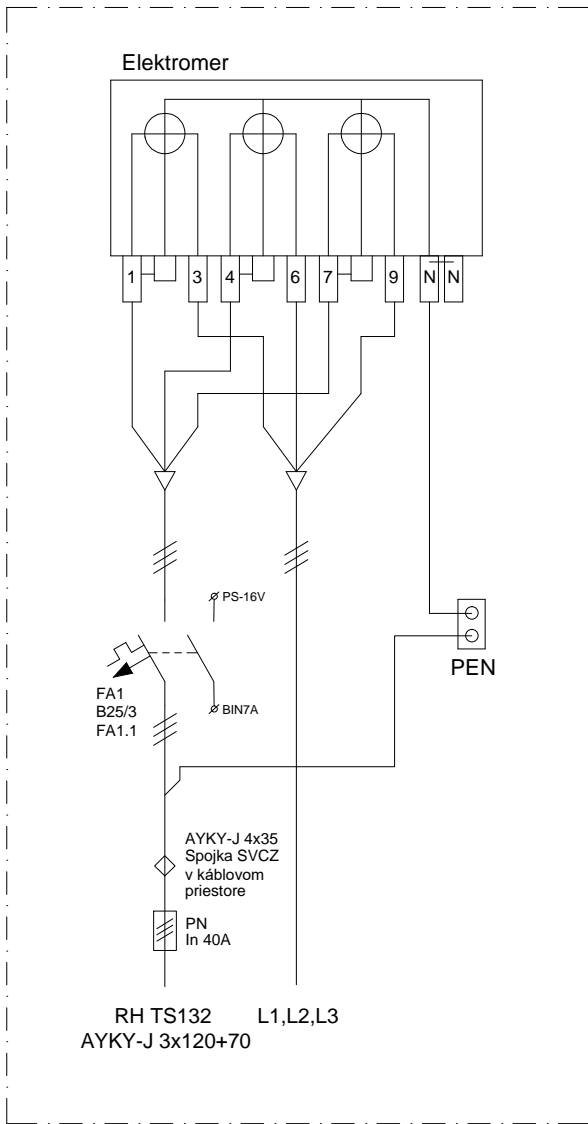 Elektromer
1 3 4 6 7 9 N N
PS-16V
FA1
B25/3
FA1.1
BIN7A
PEN
AYKY-J 4x35
Spojka SVCZ
v káblovom
priestore
PN
In 40A
RH TS132
AYKY-J 3x120+70
L1,L2,L3